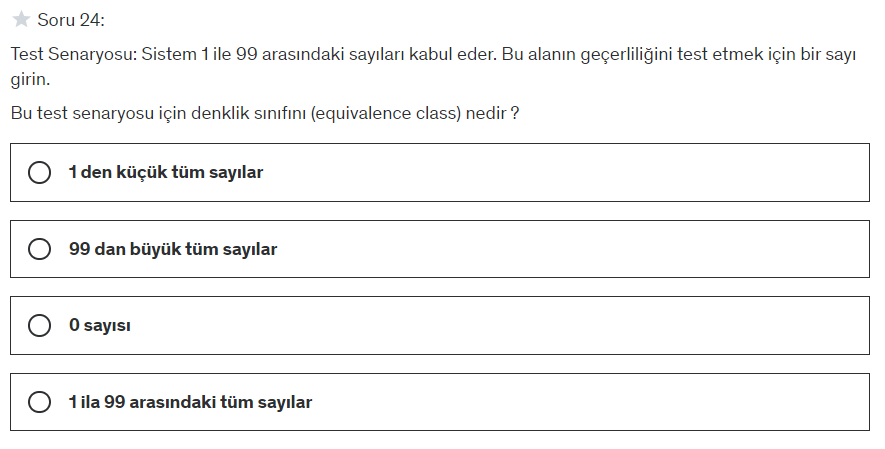 Soru 24:
Test Senaryosu: Sistem 1 ile 99 arasındaki sayıları kabul eder. Bu alanın geçerliliğini test etmek için bir sayı
girin.
Bu test senaryosu için denklik sınıfını (equivalence class) nedir ?
1 den küçük tüm sayılar
99 dan büyük tüm sayılar
0 sayısı
1 ila 99 arasındaki tüm sayılar